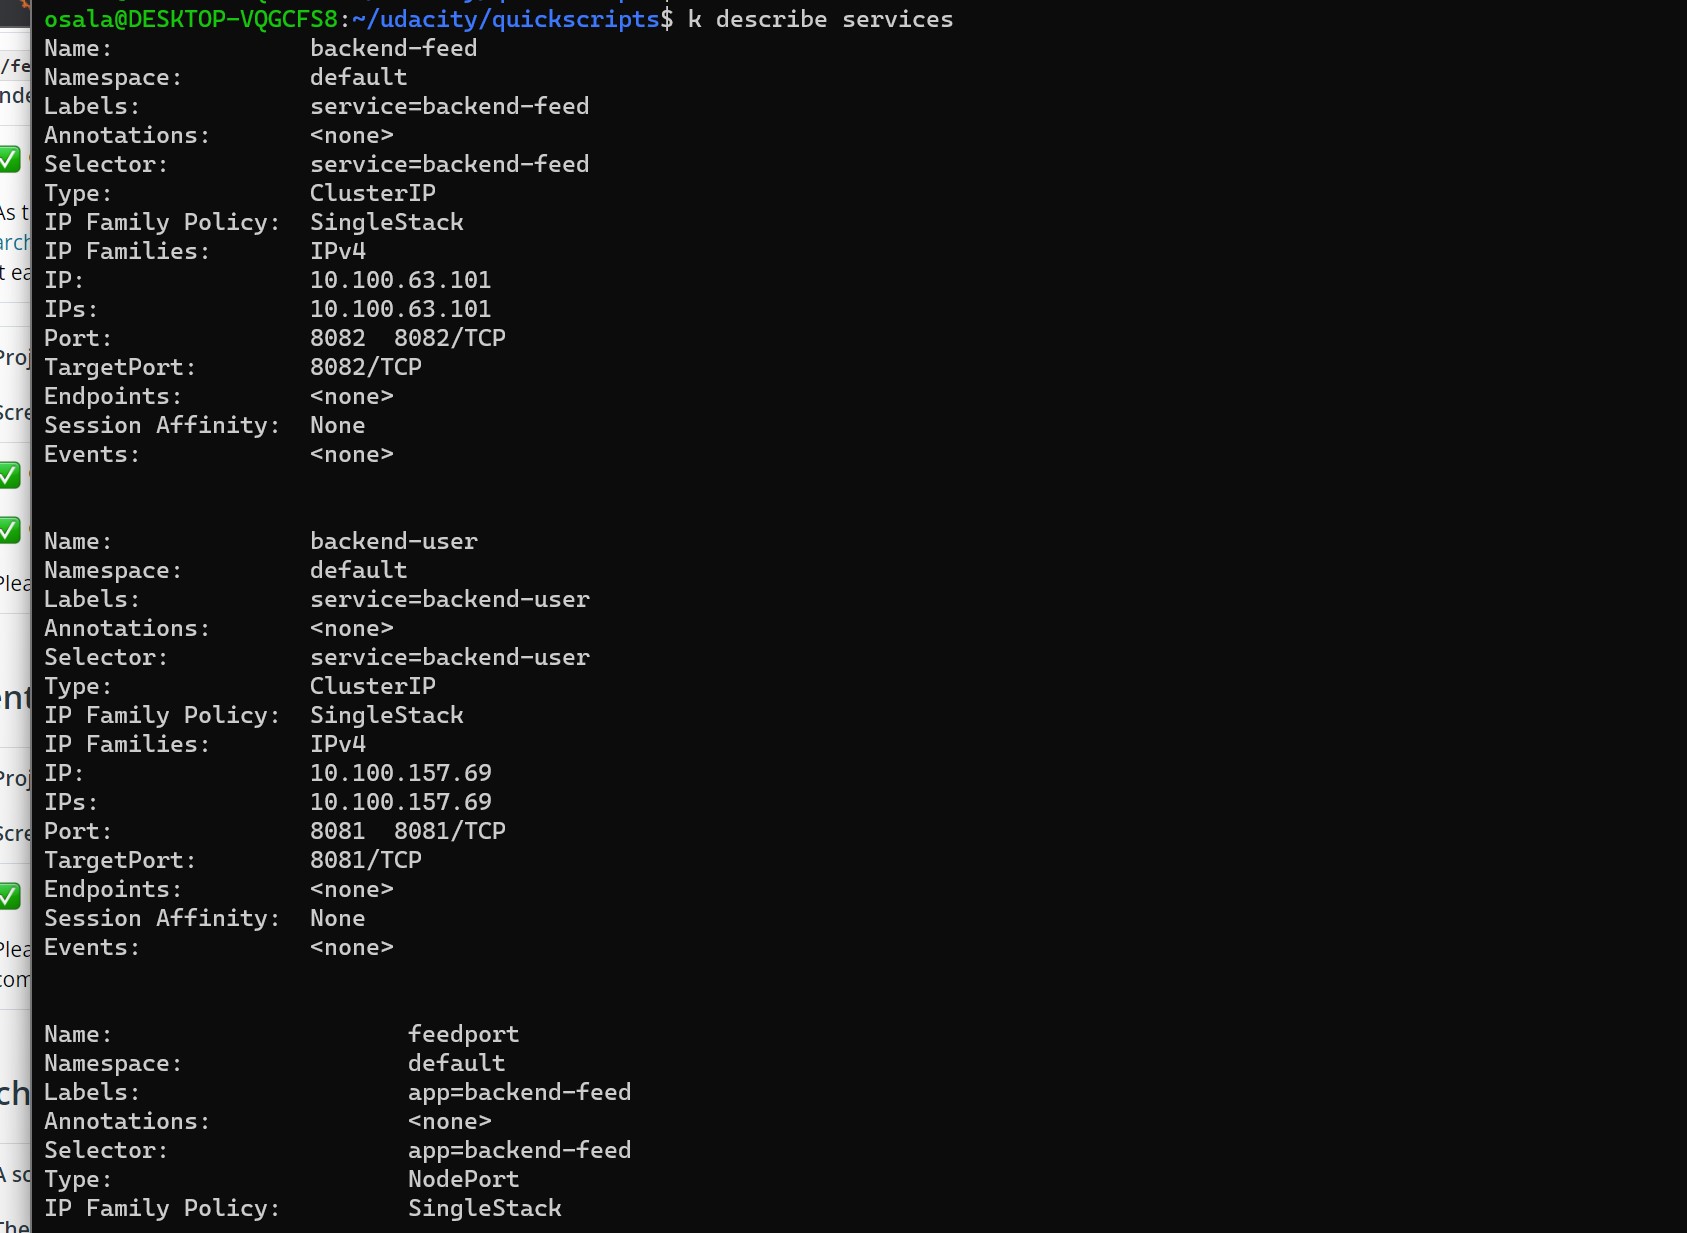 osala@DESKTOP-VQGCFS8:~/udacity/quickscripts$ k describe services
Name:              backend-feed
Namespace:         default
Labels:            service=backend-feed
Annotations:       <none>
Selector:          service=backend-feed
Type:              ClusterIP
IP Family Policy:  SingleStack
IP Families:       IPv4
IP:                10.100.63.101
IPs:               10.100.63.101
Port:              8082  8082/TCP
TargetPort:        8082/TCP
Endpoints:         <none>
Session Affinity:  None
Events:            <none>

Name:              backend-user
Namespace:         default
Labels:            service=backend-user
Annotations:       <none>
Selector:          service=backend-user
Type:              ClusterIP
IP Family Policy:  SingleStack
IP Families:       IPv4
IP:                10.100.157.69
IPs:               10.100.157.69
Port:              8081  8081/TCP
TargetPort:        8081/TCP
Endpoints:         <none>
Session Affinity:  None
Events:            <none>

Name:                     feedport
Namespace:                default
Labels:                   app=backend-feed
Annotations:              <none>
Selector:                 app=backend-feed
Type:                     NodePort
IP Family Policy:         SingleStack